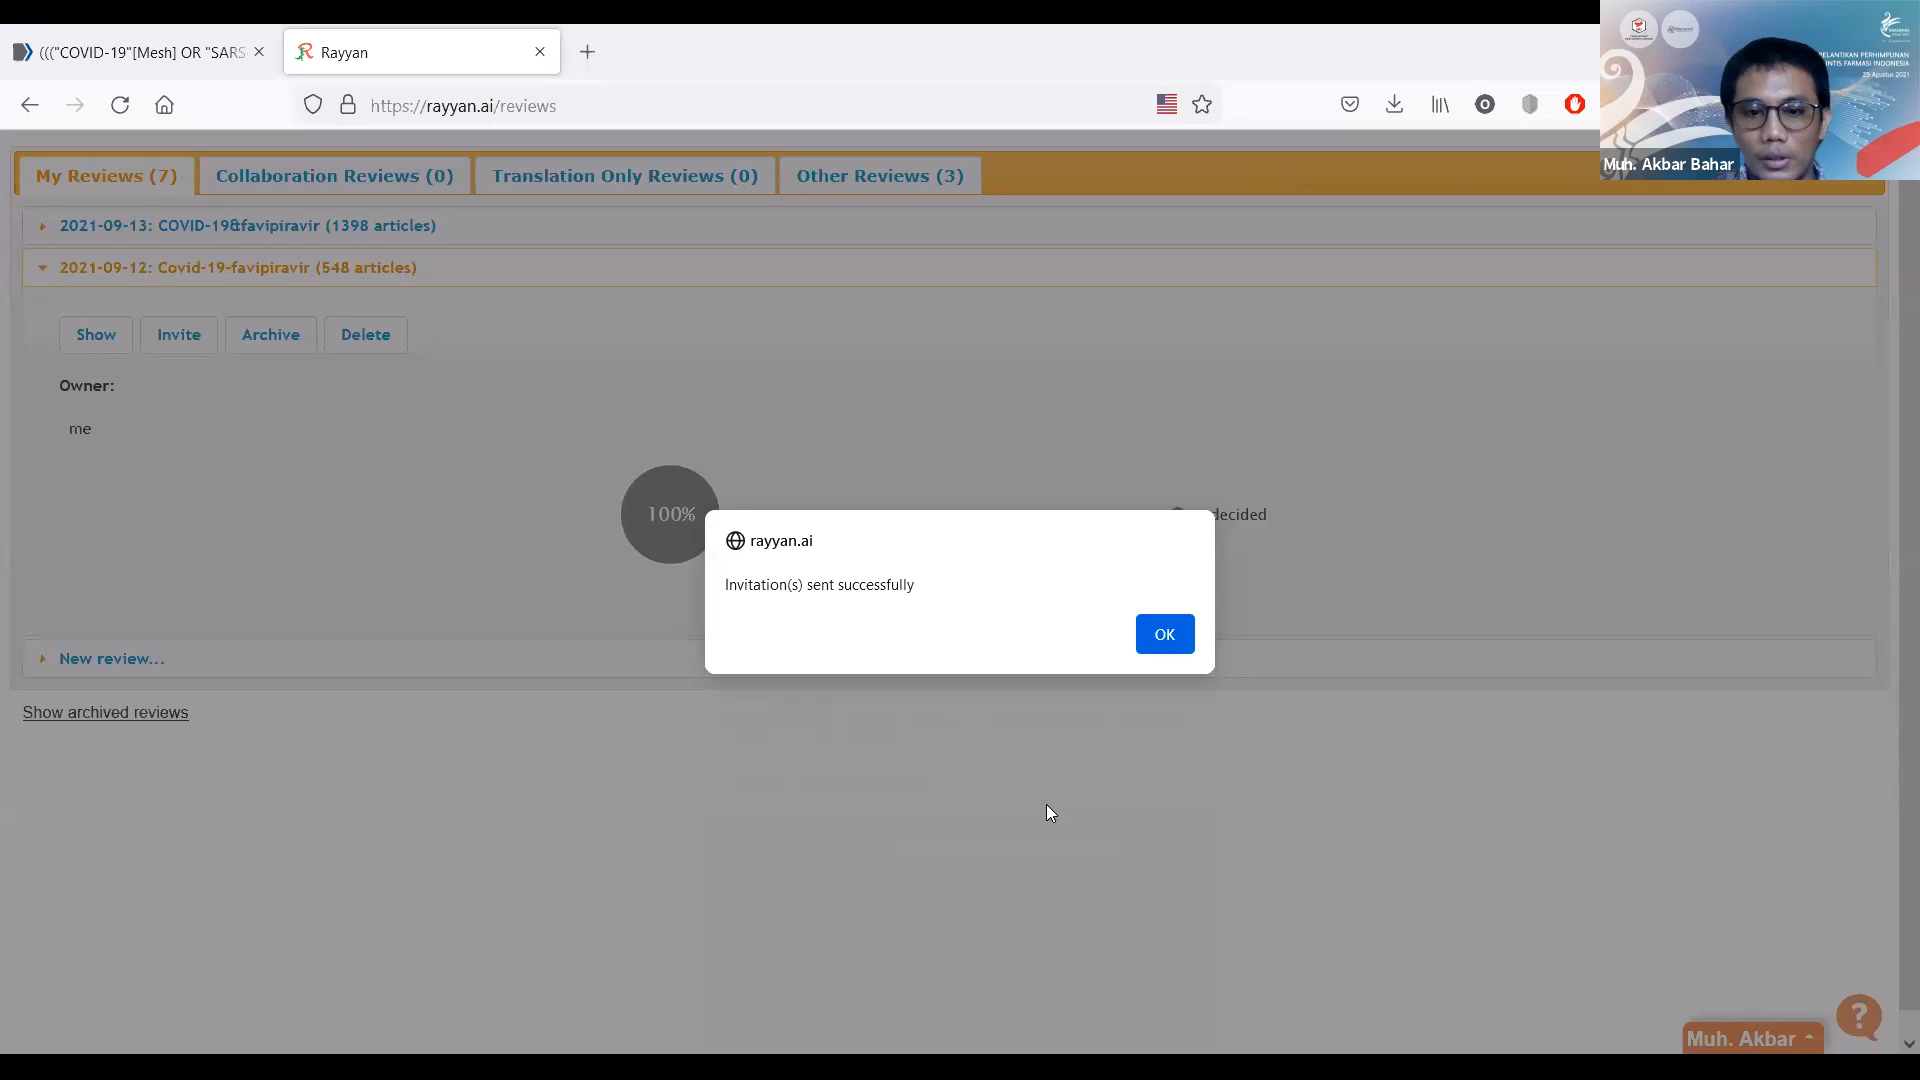 ((("COVID-19"[Mesh] OR "SARS
Rayyan
https://rayyan.ai/reviews
PELANTIKAN PERHIMPUNAN
INTIS FARMASI INDONESIA
25 Agustus 2021
Muh. Akbar Bahar
My Reviews (7)
Collaboration Reviews (0)
Translation Only Reviews (0)
Other Reviews (3)
2021-09-13: COVID-19&favipiravir (1398 articles)
2021-09-12: Covid-19-favipiravir (548 articles)
Show
Invite
Archive
Delete
Owner:
me
100%
decided
rayyan.ai
Invitation(s) sent successfully
OK
New review...
Show archived reviews
Muh. Akbar
?